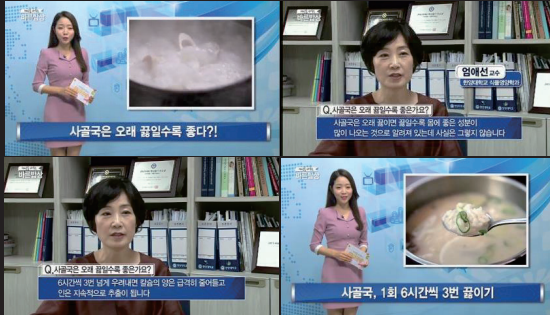 사골국은 오래 끓일수록 좋다?!
엄애선 교수
한양대학교 식품영양학과
Q. 사골국은 오래 끓일수록 좋은가요?
사골국은 오래 끓이면 끓일수록 몸에 좋은 성분이
많이 나오는 것으로 알려져 있는데 사실은 그렇지 않습니다
Q. 사골국은 오래 끓일수록 좋은가요?
6시간씩 3번 넘게 우려내면 칼슘의 양은 급격히 줄어들고
인은 지속적으로 추출이 됩니다
사골국, 1회 6시간씩 3번 끓이기